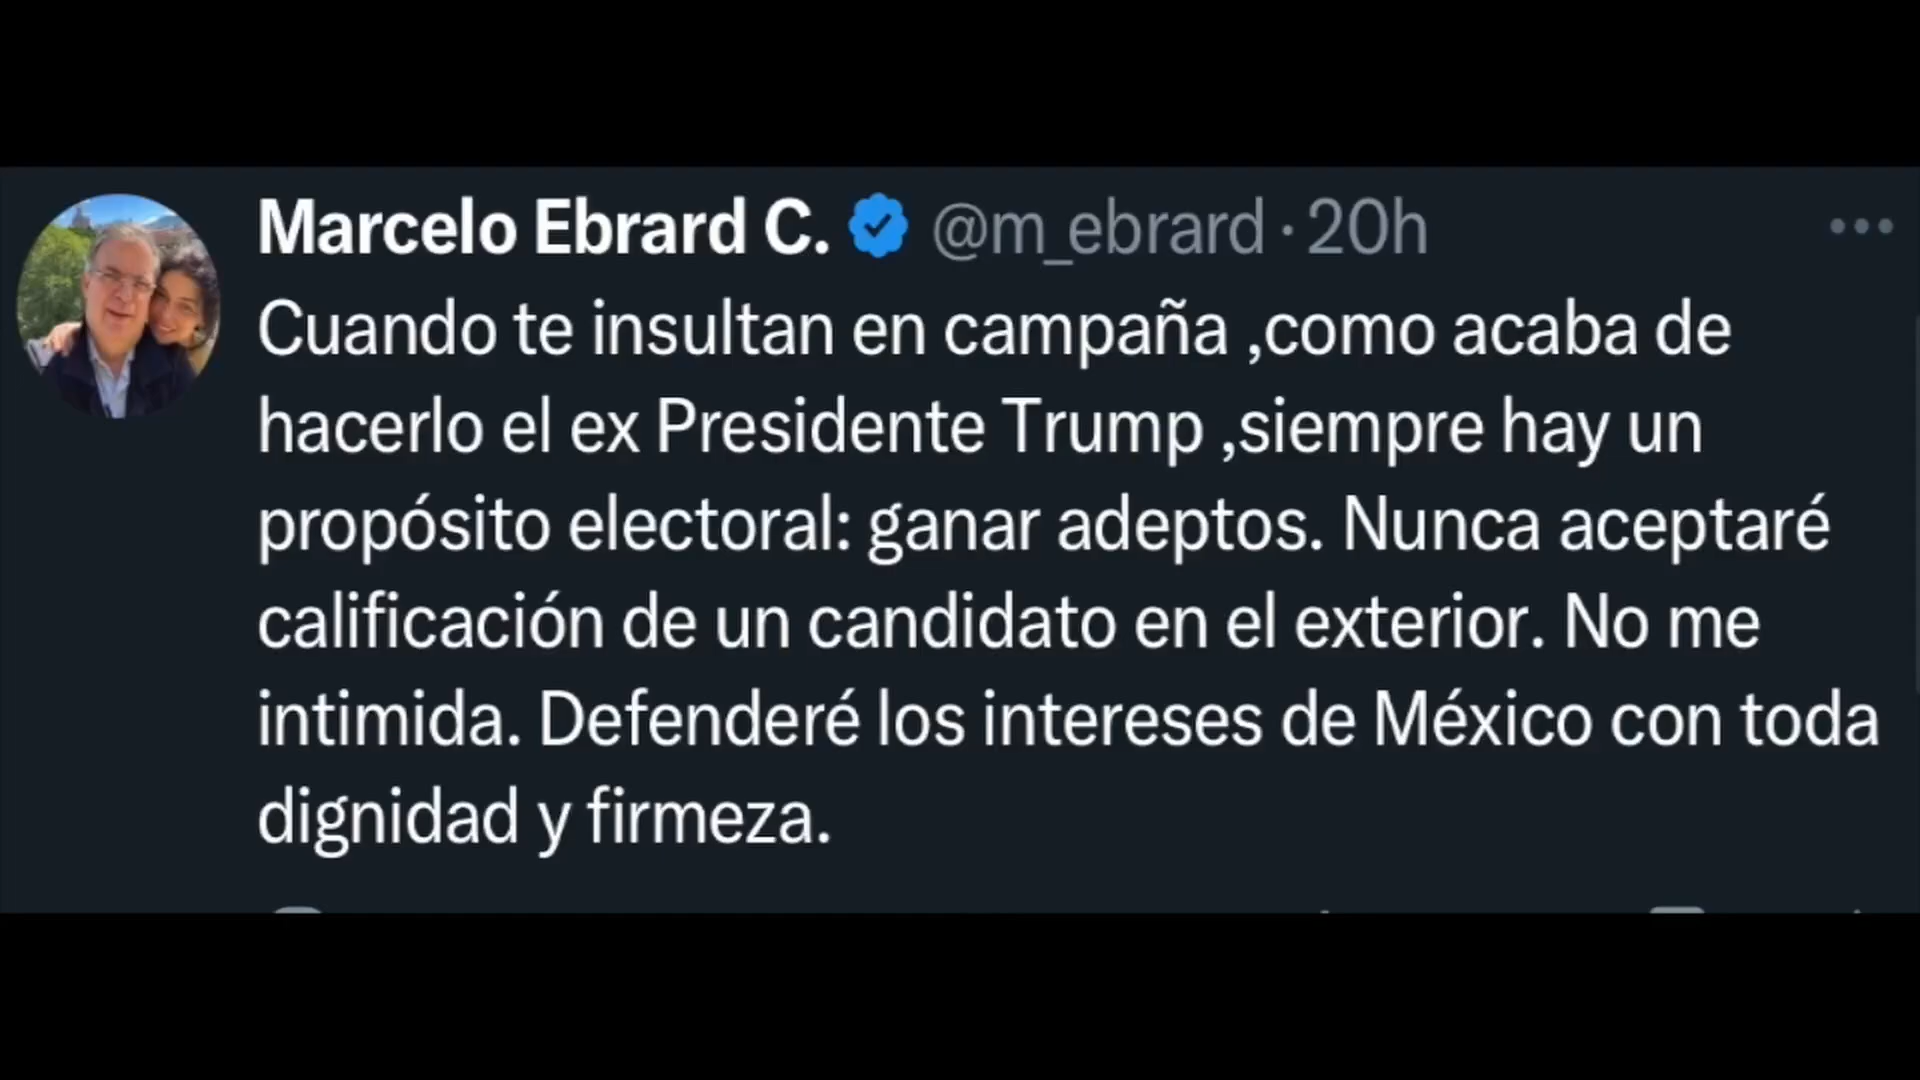 Marcelo Ebrard C. @m_ebrard · 20h
Cuando te insultan en campaña ,como acaba de
hacerlo el ex Presidente Trump ,siempre hay un
propósito electoral: ganar adeptos. Nunca aceptaré
calificación de un candidato en el exterior. No me
intimida. Defenderé los intereses de México con toda
dignidad y firmeza.